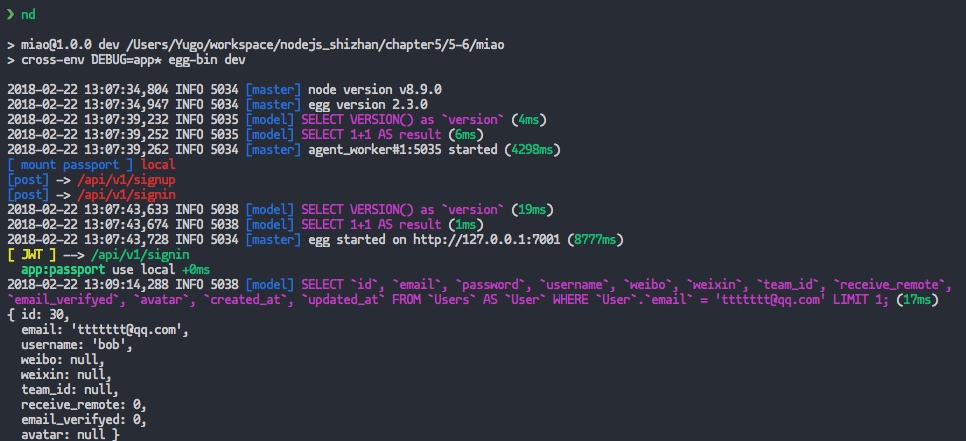 ❯ nd
> miao@1.0.0 dev /Users/Yugo/workspace/nodejs_shizhan/chapter5/5-6/miao
> cross-env DEBUG=app* egg-bin dev
2018-02-22 13:07:34,804 INFO 5034 [master] node version v8.9.0
2018-02-22 13:07:34,947 INFO 5034 [master] egg version 2.3.0
2018-02-22 13:07:39,232 INFO 5035 [model] SELECT VERSION() as `version` (4ms)
2018-02-22 13:07:39,252 INFO 5035 [model] SELECT 1+1 AS result (6ms)
2018-02-22 13:07:39,262 INFO 5034 [master] agent_worker#1:5035 started (4298ms)
[ mount passport ] local
[post] -> /api/v1/signup
[post] -> /api/v1/signin
2018-02-22 13:07:43,633 INFO 5038 [model] SELECT VERSION() as `version` (19ms)
2018-02-22 13:07:43,674 INFO 5038 [model] SELECT 1+1 AS result (1ms)
2018-02-22 13:07:43,728 INFO 5034 [master] egg started on http://127.0.0.1:7001 (8777ms)
[ JWT ] --> /api/v1/signin
app:passport use local +0ms
2018-02-22 13:09:14,288 INFO 5038 [model] SELECT `id`, `email`, `password`, `username`, `weibo`, `weixin`, `team_id`, `receive_remote`,
`email_verifyed`, `avatar`, `created_at`, `updated_at` FROM `Users` AS `User` WHERE `User`.`email` = 'ttttttt@qq.com' LIMIT 1; (17ms)
{ id: 30,
email: 'ttttttt@qq.com',
username: 'bob',
weibo: null,
weixin: null,
team_id: null,
receive_remote: 0,
email_verifyed: 0,
avatar: null }